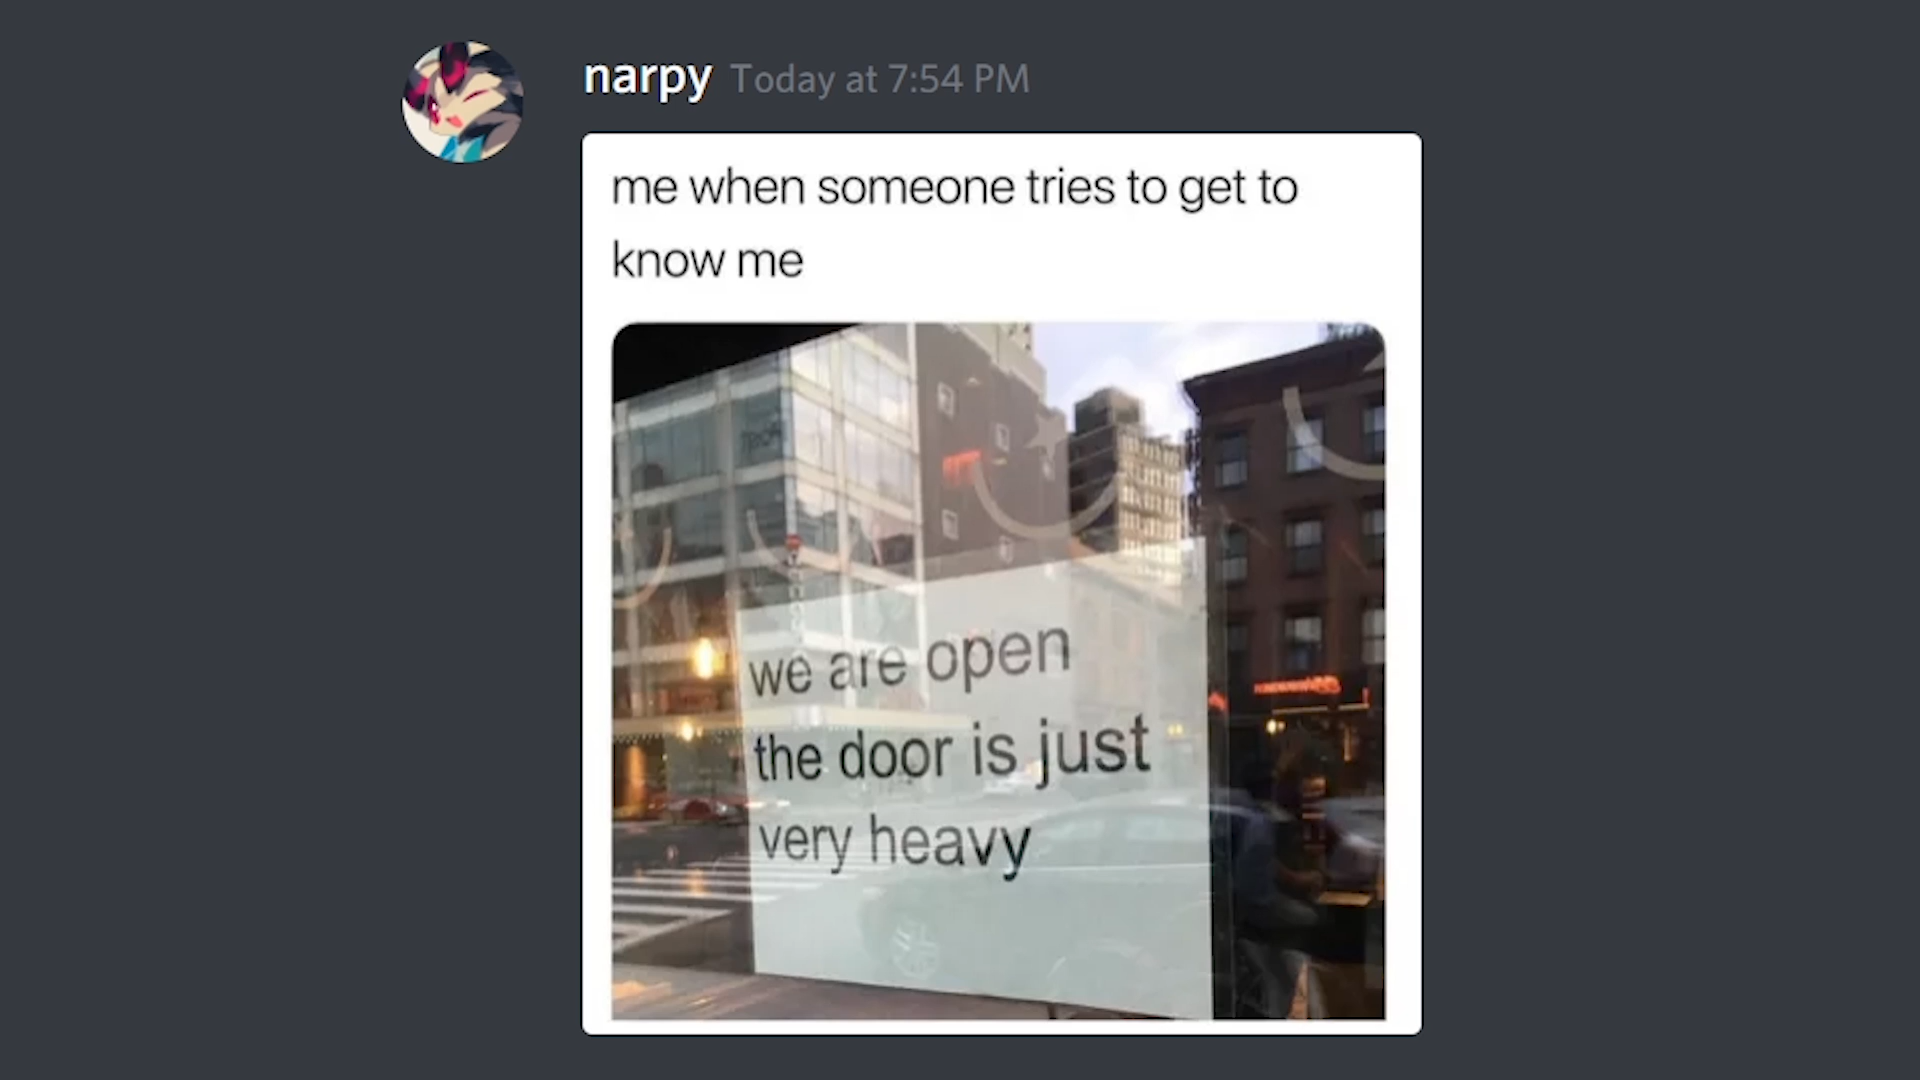 narpy Today at 7:54 PM
me when someone tries to get to
know me
we are open
the door is just
very heavy